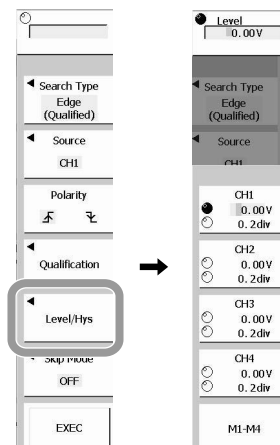 Search Type
Edge
(Qualified)
Source
CH1
Polarity
Qualification
Level/Hys
Skip Mode
OFF
EXEC
Level
0.00V
Search Type
Edge
(Qualified)
Source
CH1
CH1
0.00V
0.2div
CH2
0.00V
0.2div
CH3
0.00V
0.2div
CH4
0.00V
0.2div
M1-M4